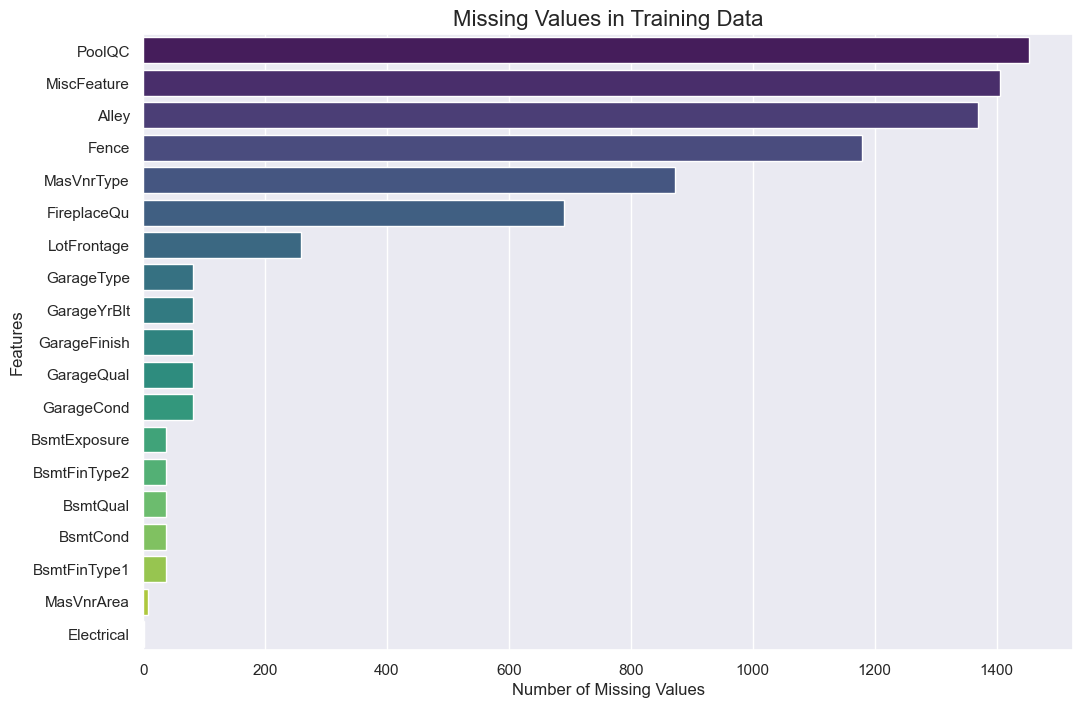 Missing Values in Training Data
PoolQC
MiscFeature
Alley
Fence
MasVnrType
FireplaceQu
LotFrontage
GarageType
GarageYrBlt
GarageFinish
GarageQual
GarageCond
BsmtExposure
BsmtFinType2
BsmtQual
BsmtCond
BsmtFinType1
MasVnrArea
Electrical
Features
0 200 400 600 800 1000 1200 1400
Number of Missing Values